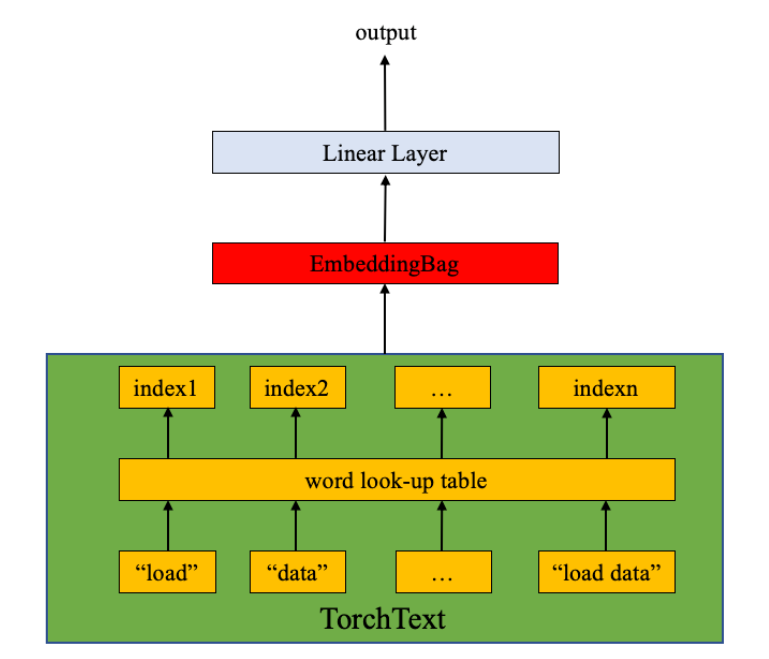 output
Linear Layer
EmbeddingBag
index1 index2 … indexn
word look-up table
“load” “data” … “load data”
TorchText